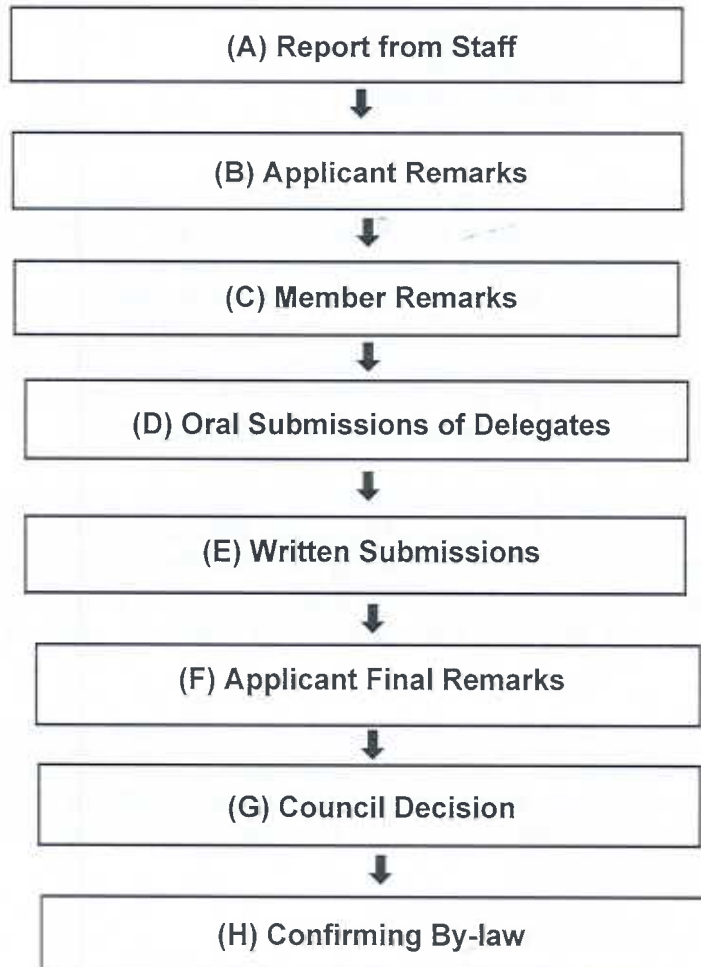 (A) Report from Staff
(B) Applicant Remarks
(C) Member Remarks
(D) Oral Submissions of Delegates
(E) Written Submissions
(F) Applicant Final Remarks
(G) Council Decision
(H) Confirming By-law